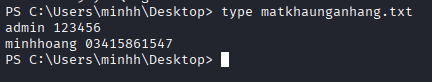 PS C:\Users\minhh\Desktop> type matkhaunganhang.txt
admin 123456
minhhoang 03415861547
PS C:\Users\minhh\Desktop>